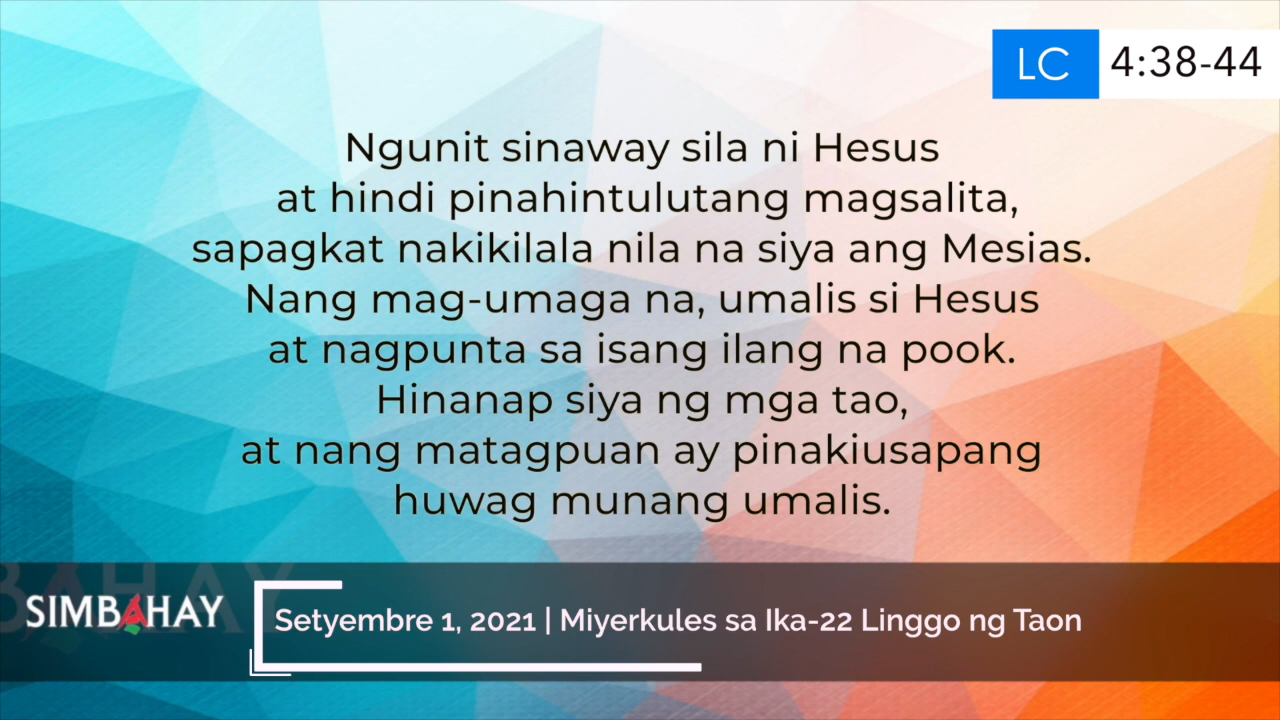 LC 4:38-44
Ngunit sinaway sila ni Hesus
at hindi pinahintulutang magsalita,
sapagkat nakikilala nila na siya ang Mesias.
Nang mag-umaga na, umalis si Hesus
at nagpunta sa isang ilang na pook.
Hinanap siya ng mga tao,
at nang matagpuan ay pinakiusapang
huwag munang umalis.
SIMBAHAY
Setyembre 1, 2021 | Miyerkules sa Ika-22 Linggo ng Taon